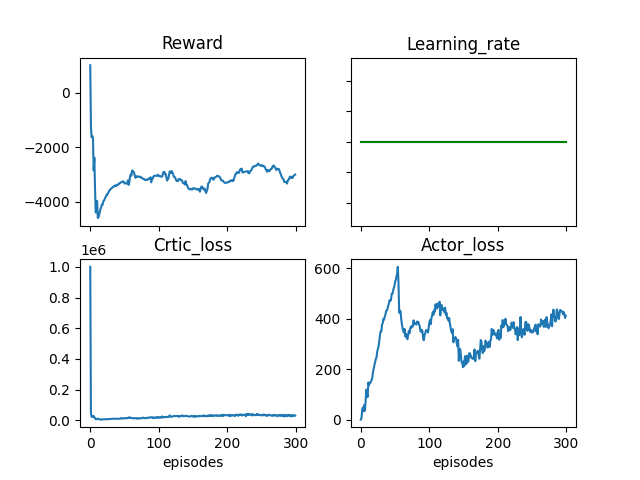 Reward
Learning_rate
0
−2000
−4000
Crtic_loss
Actor_loss
1e6
1.0
0.8
0.6
0.4
0.2
0.0
600
400
200
0
0 100 200 300
0 100 200 300
episodes
episodes